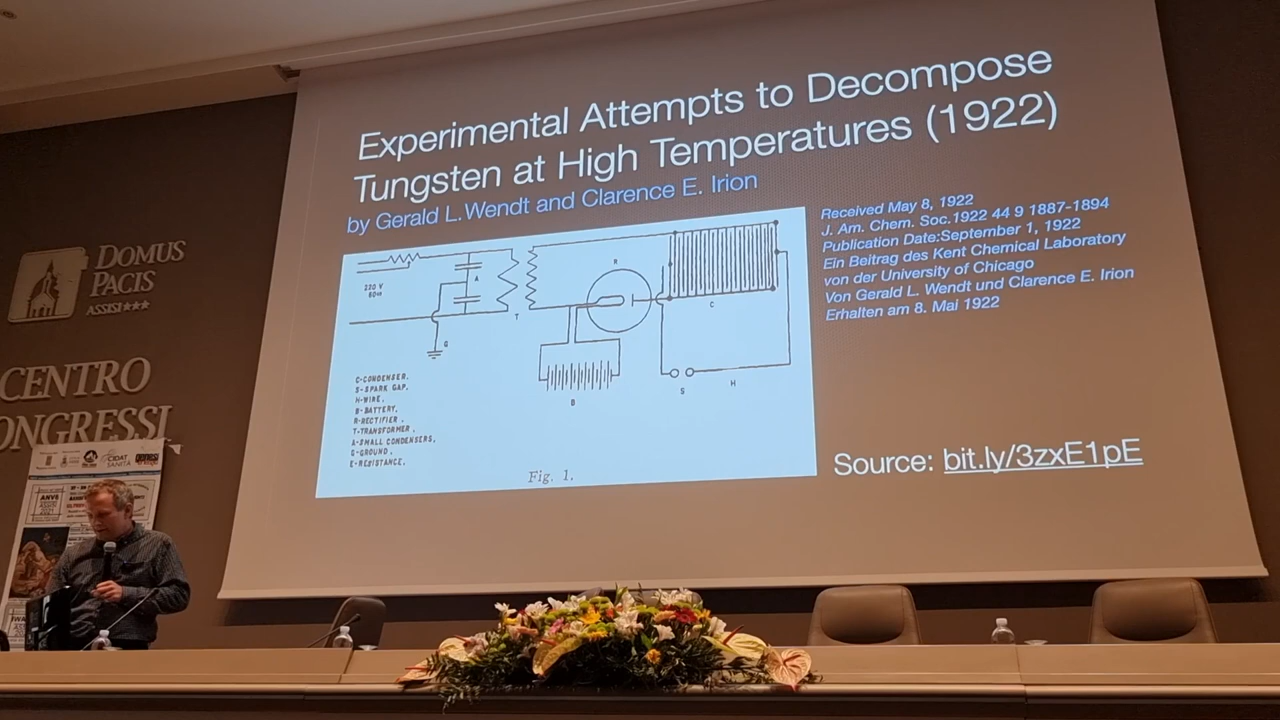 Experimental Attempts to Decompose
Tungsten at High Temperatures (1922)
by Gerald L. Wendt and Clarence E. Irion
Received May 8, 1922
J. Am. Chem. Soc.1922 44 9 1887-1894
Publication Date:September 1, 1922
Ein Beitrag des Kent Chemical Laboratory
von der University of Chicago
Von Gerald L. Wendt und Clarence E. Irion
Erhalten am 8. Mai 1922
220 V
60~
A
G
T
R
C
B
S
H
C-CONDENSER.
S-SPARK GAP.
H-WIRE.
B-BATTERY.
R-RECTIFIER.
T-TRANSFORMER.
A-SMALL CONDENSERS.
G-GROUND.
E-RESISTANCE.
Fig. 1.
Source: bit.ly/3zxE1pE
DOMUS
PACIS
ASSISI★★★
CENTRO
ONGRESSI
CIDAT
SANITÀ